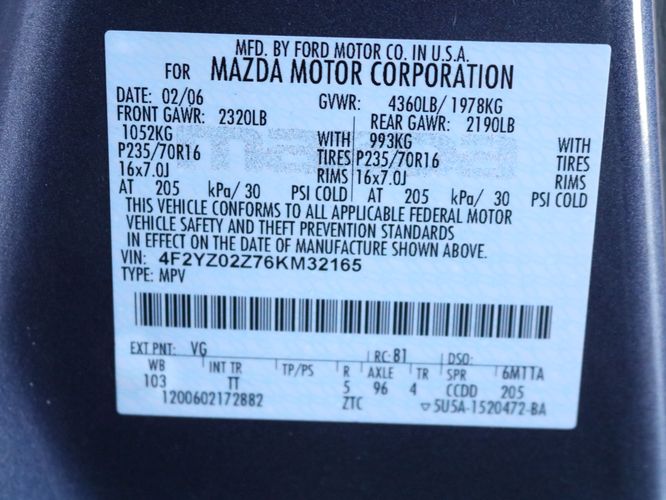 MFD. BY FORD MOTOR CO. IN U.S.A.
FOR MAZDA MOTOR CORPORATION
DATE: 02/06 GVWR: 4360LB/ 1978KG
FRONT GAWR: 2320LB REAR GAWR: 2190LB
1052KG WITH 993KG WITH
P235/70R16 TIRES P235/70R16 TIRES
16x7.0J RIMS 16x7.0J RIMS
AT 205 kPa/ 30 PSI COLD AT 205 kPa/ 30 PSI COLD
THIS VEHICLE CONFORMS TO ALL APPLICABLE FEDERAL MOTOR
VEHICLE SAFETY AND THEFT PREVENTION STANDARDS
IN EFFECT ON THE DATE OF MANUFACTURE SHOWN ABOVE.
VIN: 4F2YZ02Z76KM32165
TYPE: MPV
EXT PNT: VG RC: 81 DSO:
WB INT TR TP/PS R AXLE TR SPR 6MTTA
103 TT 5 96 4 CCDD 205
1200602172882 ZTC ▽5U5A-1520472-BA